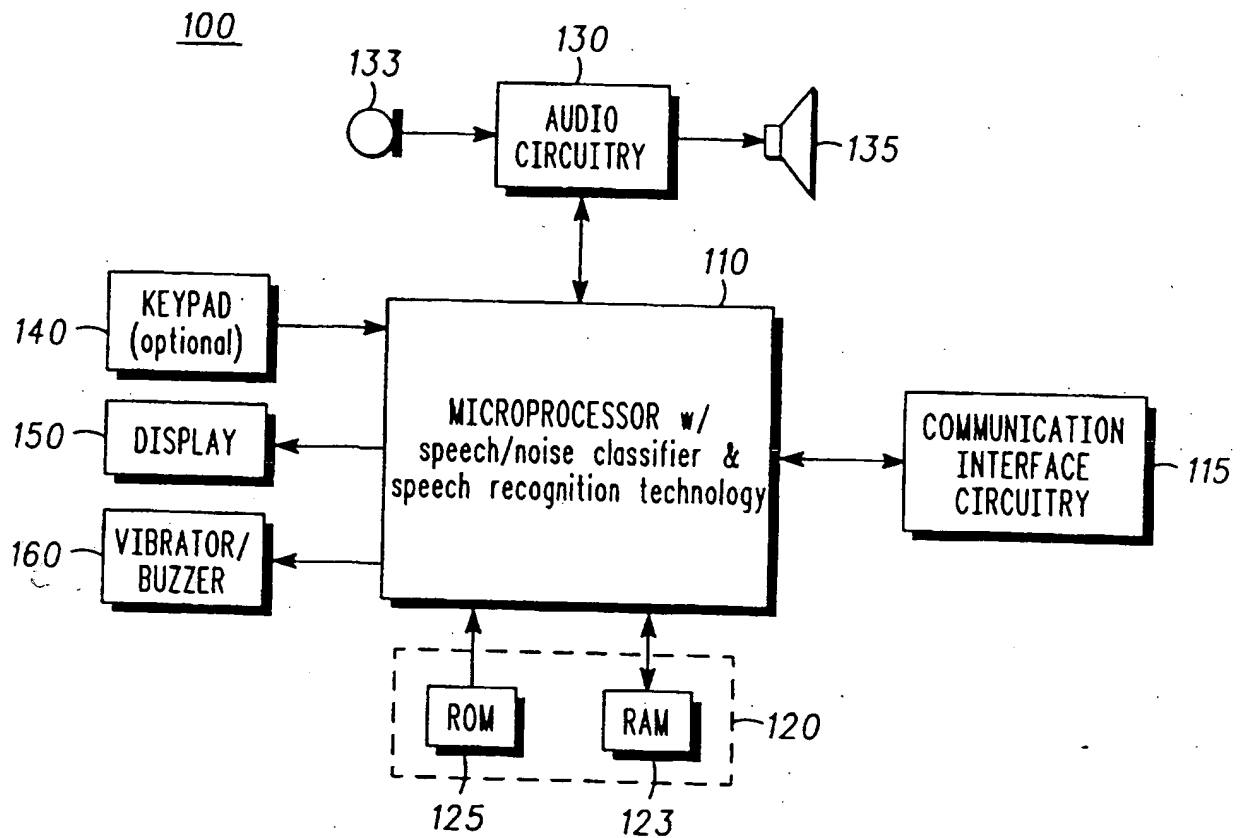 100
130
133
AUDIO
CIRCUITRY
135
110
KEYPAD
(optional)
140
MICROPROCESSOR w/
speech/noise classifier &
speech recognition technology
150
DISPLAY
COMMUNICATION
INTERFACE
CIRCUITRY
115
160
VIBRATOR/
BUZZER
ROM
RAM
120
125
123